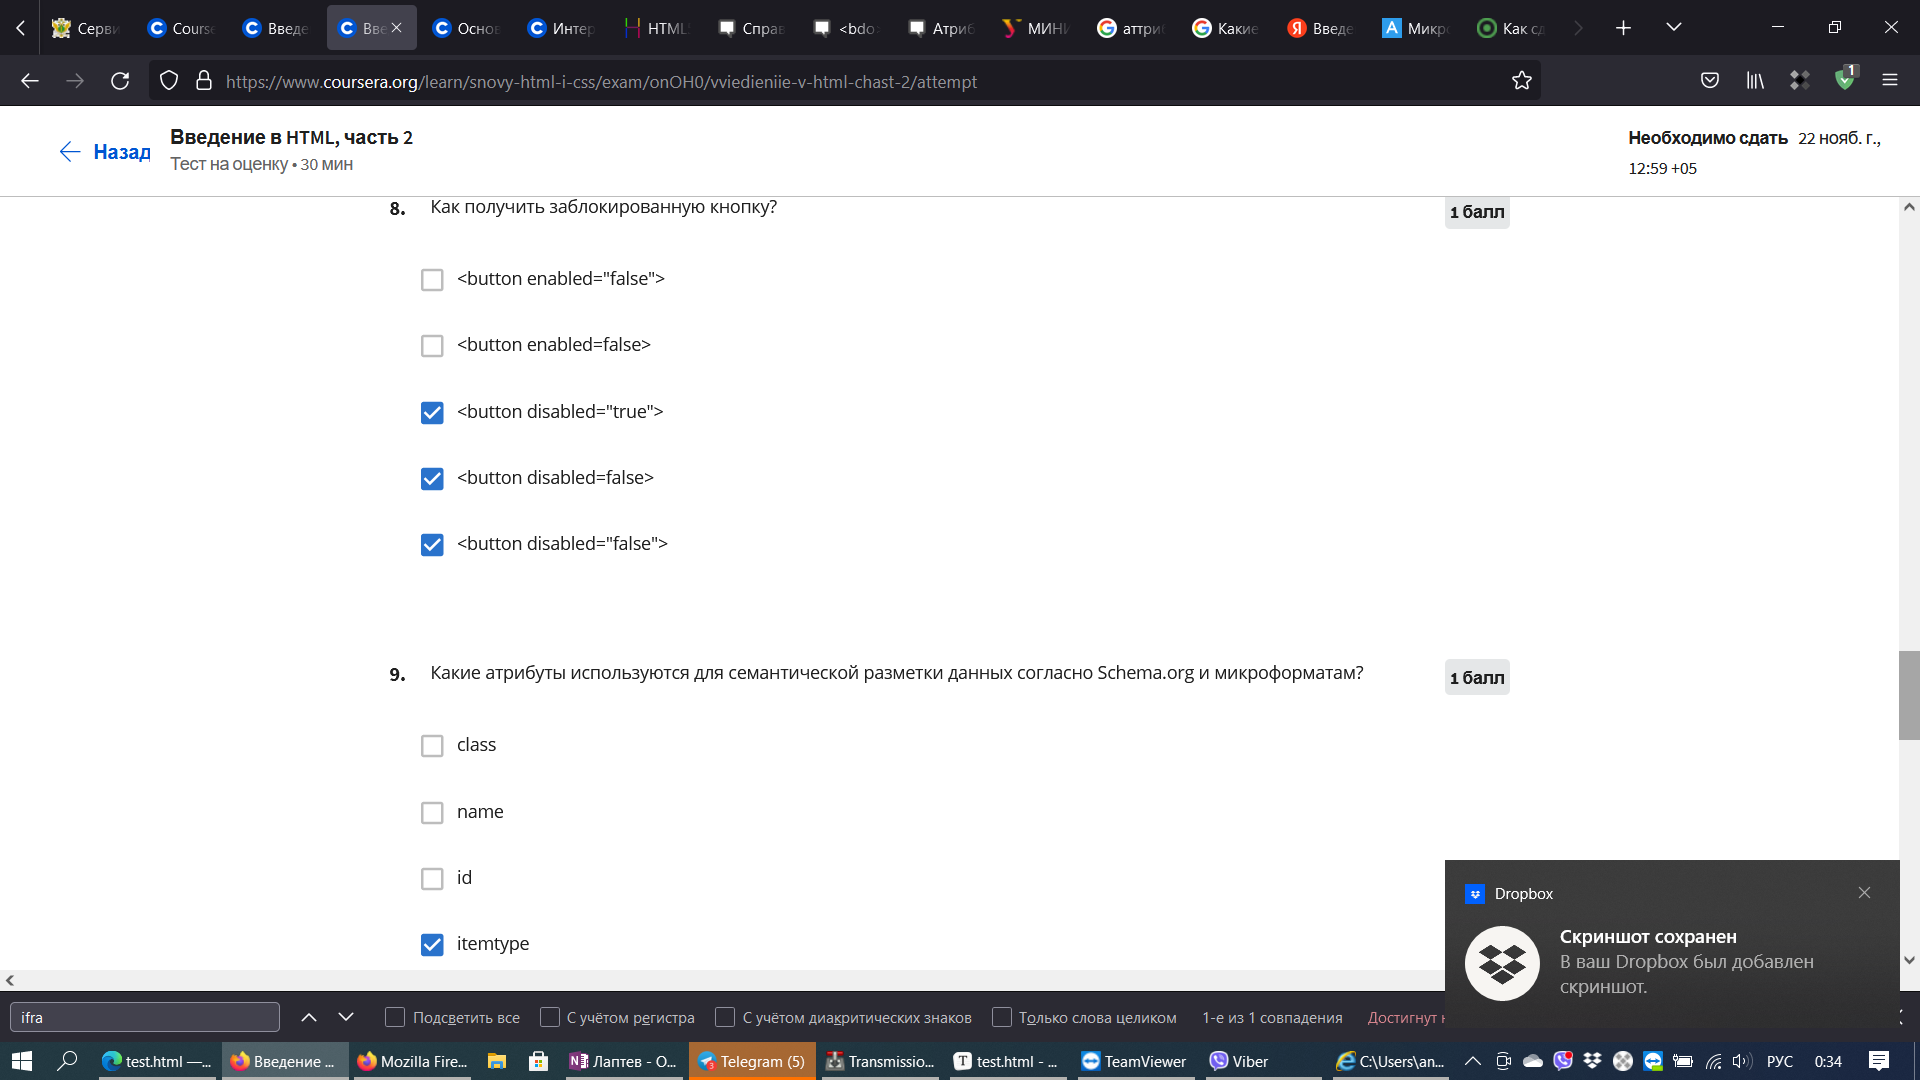 Серви
Course
Введе
Вве
Основ
Интер
HTML5
Справ
<bdo>
Атриб
МИНИ
аттриб
Какие
Введе
Микро
Как сд
https://www.coursera.org/learn/snovy-html-i-css/exam/onOH0/vviedieniie-v-html-chast-2/attempt
1
Назад
Введение в HTML, часть 2
Тест на оценку • 30 мин
Необходимо сдать 22 нояб. г.,
12:59 +05
8. Как получить заблокированную кнопку?
1 балл
<button enabled="false">
<button enabled=false>
<button disabled="true">
<button disabled=false>
<button disabled="false">
9. Какие атрибуты используются для семантической разметки данных согласно Schema.org и микроформатам?
1 балл
class
name
id
itemtype
Dropbox
Скриншот сохранен
В ваш Dropbox был добавлен
скриншот.
ifra
Подсветить все
С учётом регистра
С учётом диакритических знаков
Только слова целиком
1-е из 1 совпадения
Достигнут
test.html —...
Введение ...
Mozilla Fire...
Лаптев - О...
Telegram (5)
Transmissio...
test.html - ...
TeamViewer
Viber
C:\Users\an...
РУС
0:34